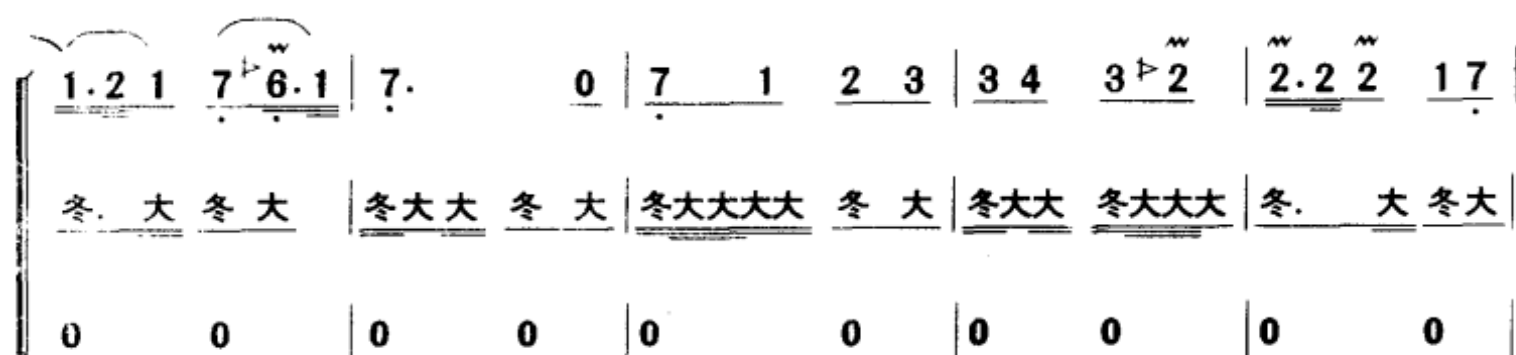 1.2 1 7 6.1 | 7. 0 | 7 1 2 3 | 3 4 3 2 | 2.2 2 1 7
冬. 大 冬 大 | 冬大大 冬 大 | 冬大大大大 冬 大 | 冬大大 冬大大大 | 冬. 大 冬大
0 0 | 0 0 | 0 0 | 0 0 | 0 0